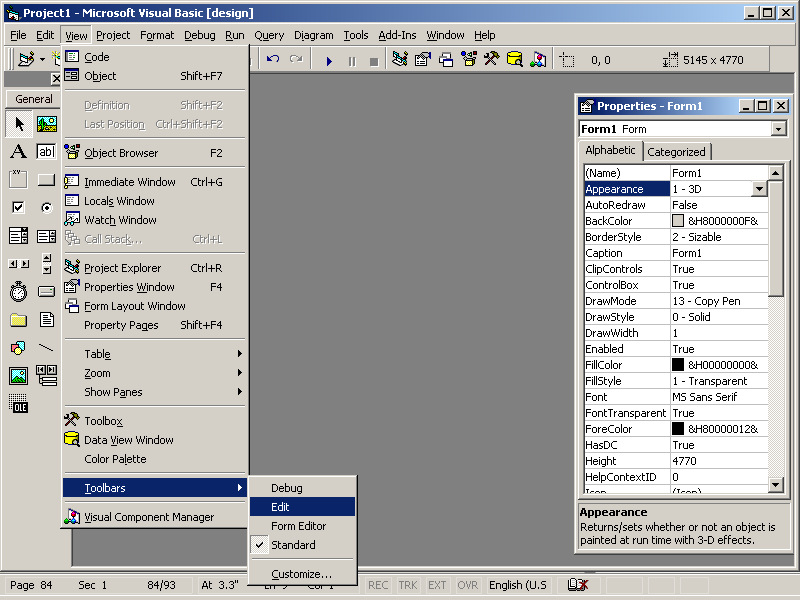 Project1 - Microsoft Visual Basic [design]
File Edit View Project Format Debug Run Query Diagram Tools Add-Ins Window Help
0, 0
5145 x 4770
General
A
ab|
xv
OLE
Code
Object Shift+F7
Definition Shift+F2
Last Position Ctrl+Shift+F2
Object Browser F2
Immediate Window Ctrl+G
Locals Window
Watch Window
Call Stack... Ctrl+L
Project Explorer Ctrl+R
Properties Window F4
Form Layout Window
Property Pages Shift+F4
Table
Zoom
Show Panes
Toolbox
Data View Window
Color Palette
Toolbars
Visual Component Manager
Debug
Edit
Form Editor
Standard
Customize...
Properties - Form1
Form1 Form
Alphabetic Categorized
(Name) Form1
Appearance 1 - 3D
AutoRedraw False
BackColor &H8000000F&
BorderStyle 2 - Sizable
Caption Form1
ClipControls True
ControlBox True
DrawMode 13 - Copy Pen
DrawStyle 0 - Solid
DrawWidth 1
Enabled True
FillColor &H00000000&
FillStyle 1 - Transparent
Font MS Sans Serif
FontTransparent True
ForeColor &H80000012&
HasDC True
Height 4770
HelpContextID 0
Icon (Icon)
Appearance
Returns/sets whether or not an object is
painted at run time with 3-D effects.
Page 84 Sec 1 84/93 At 3.3" REC TRK EXT OVR English (U.S